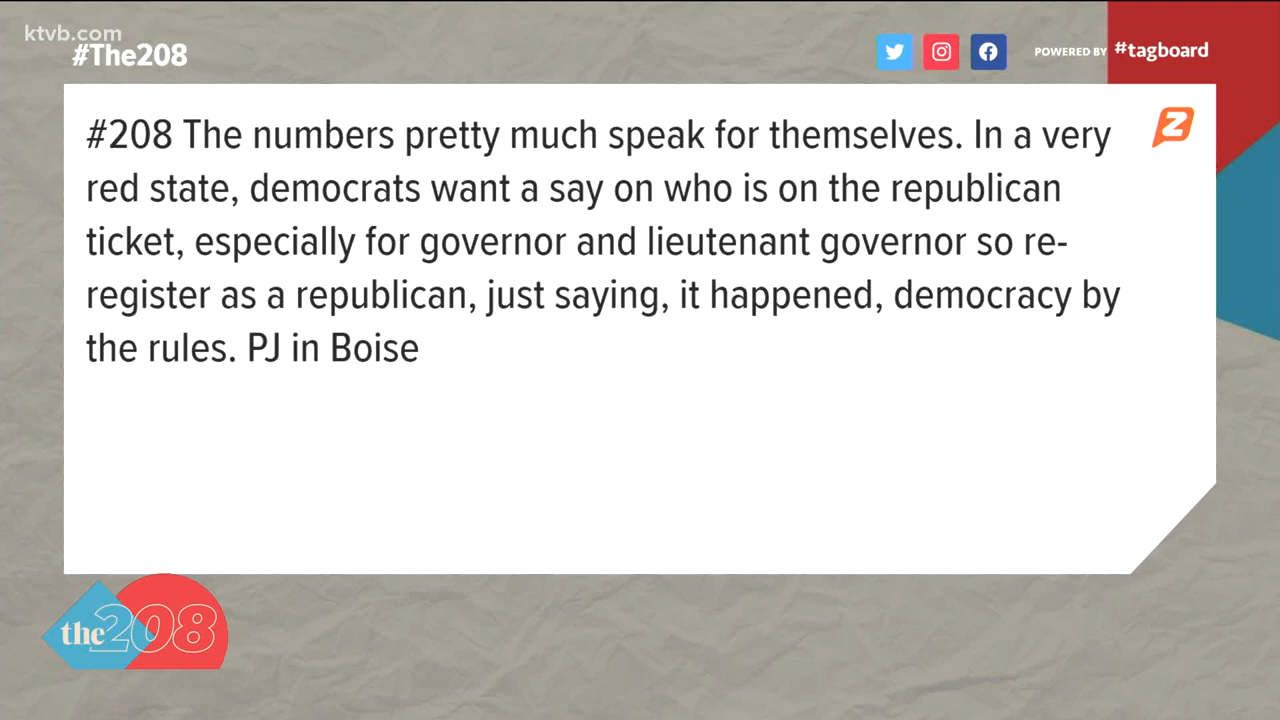 ktvb.com
#The208
POWERED BY #tagboard
#208 The numbers pretty much speak for themselves. In a very
red state, democrats want a say on who is on the republican
ticket, especially for governor and lieutenant governor so re-
register as a republican, just saying, it happened, democracy by
the rules. PJ in Boise
the208